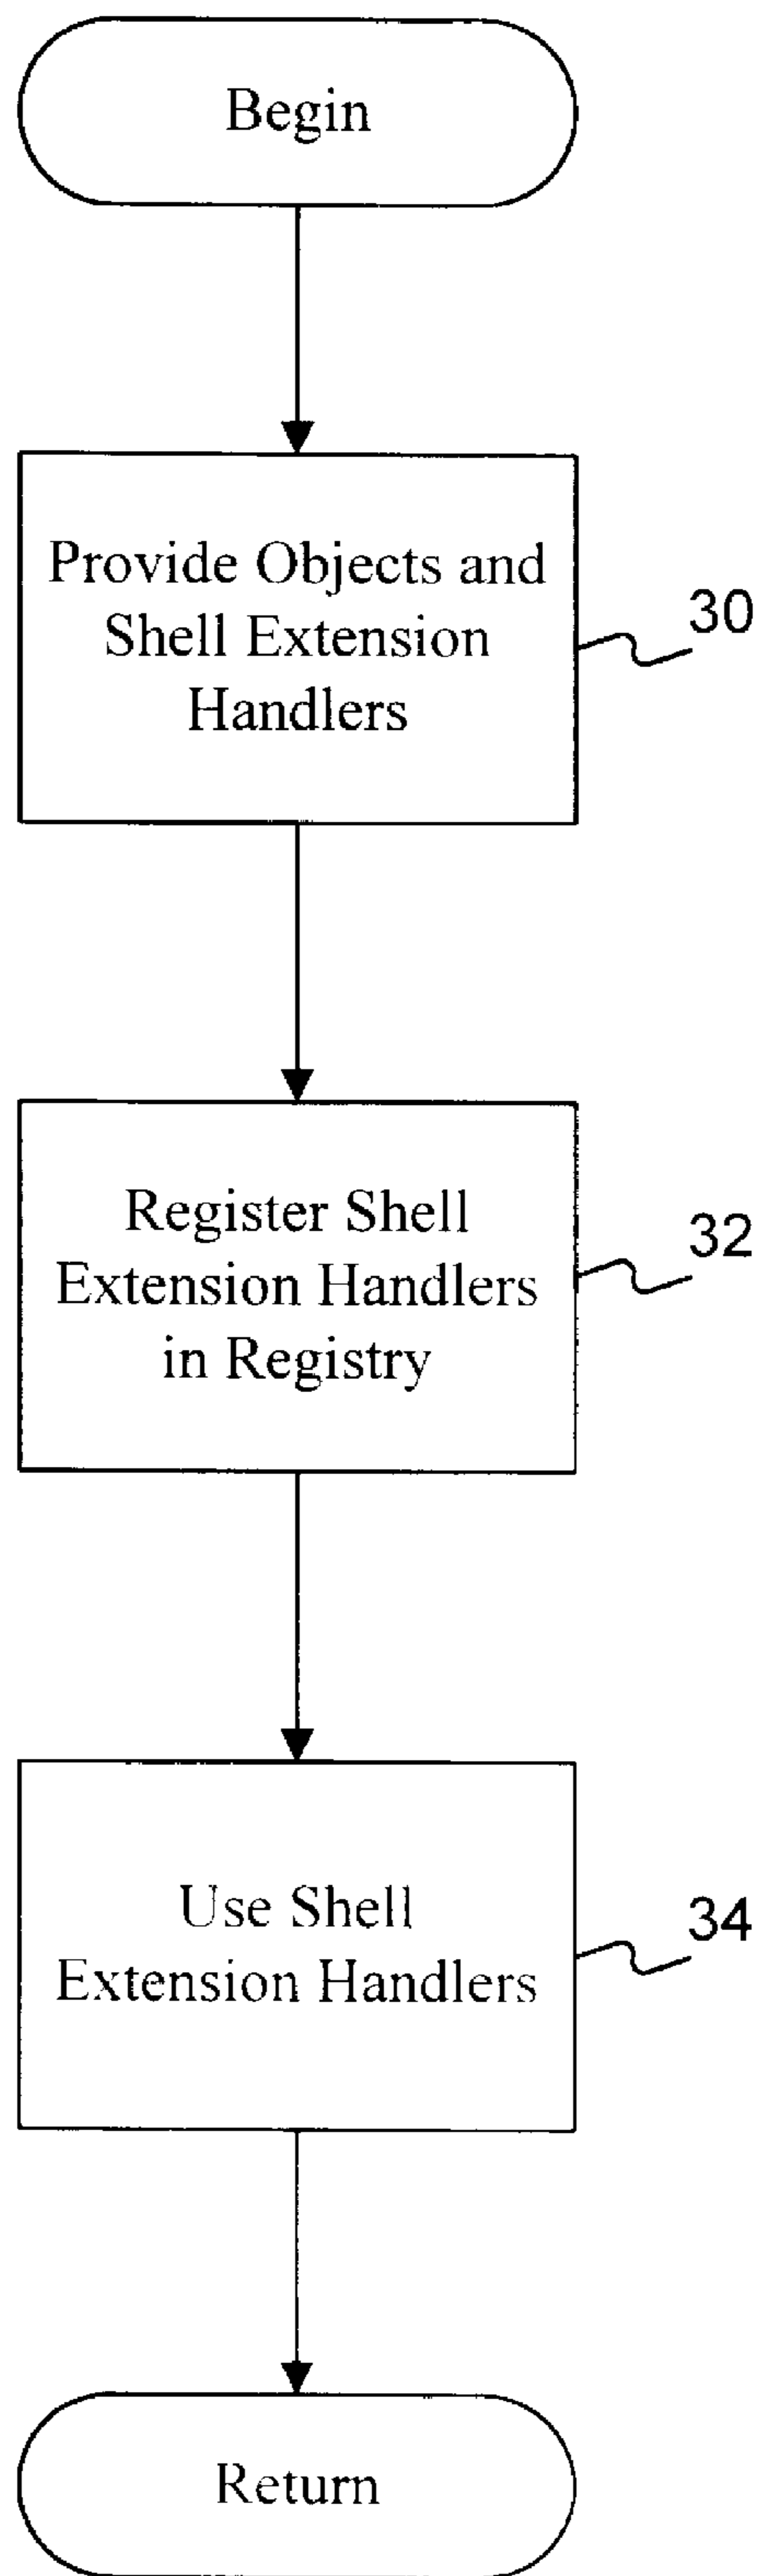 Begin
Provide Objects and
Shell Extension
Handlers
30
Register Shell
Extension Handlers
in Registry
32
Use Shell
Extension Handlers
34
Return